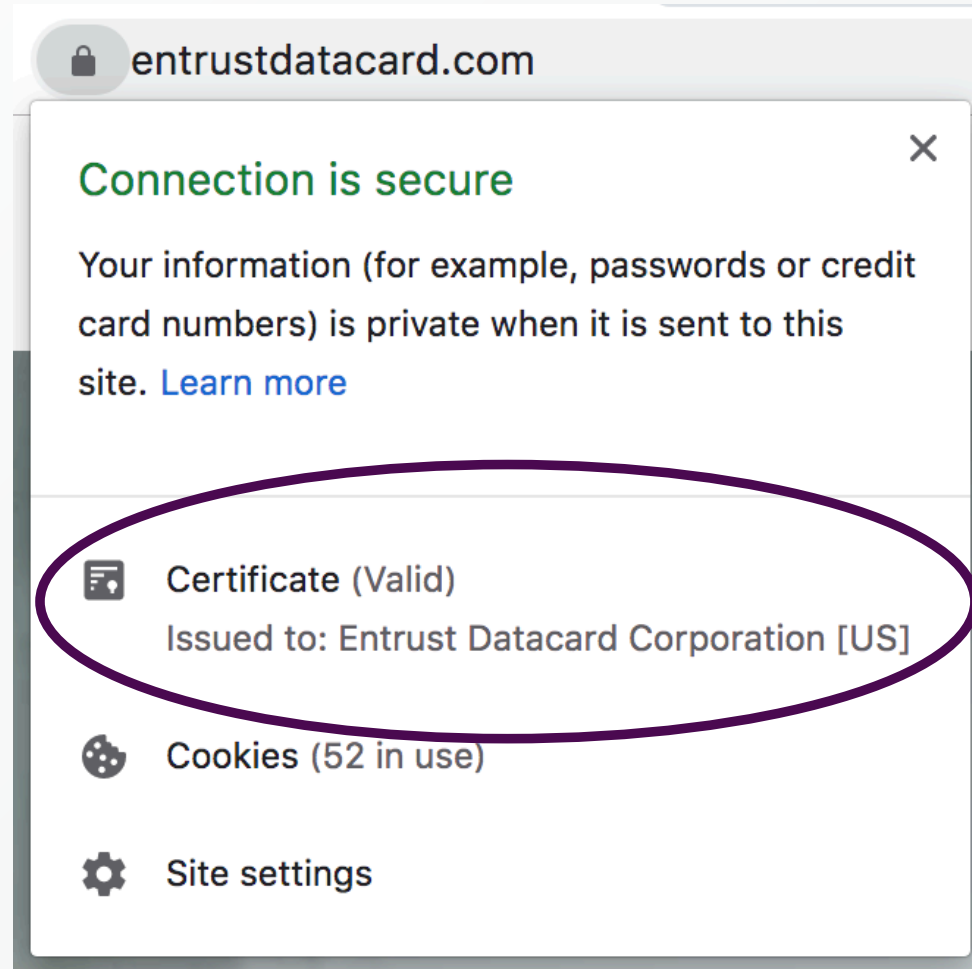 entrustdatacard.com
Connection is secure
Your information (for example, passwords or credit
card numbers) is private when it is sent to this
site. Learn more
Certificate (Valid)
Issued to: Entrust Datacard Corporation [US]
Cookies (52 in use)
Site settings